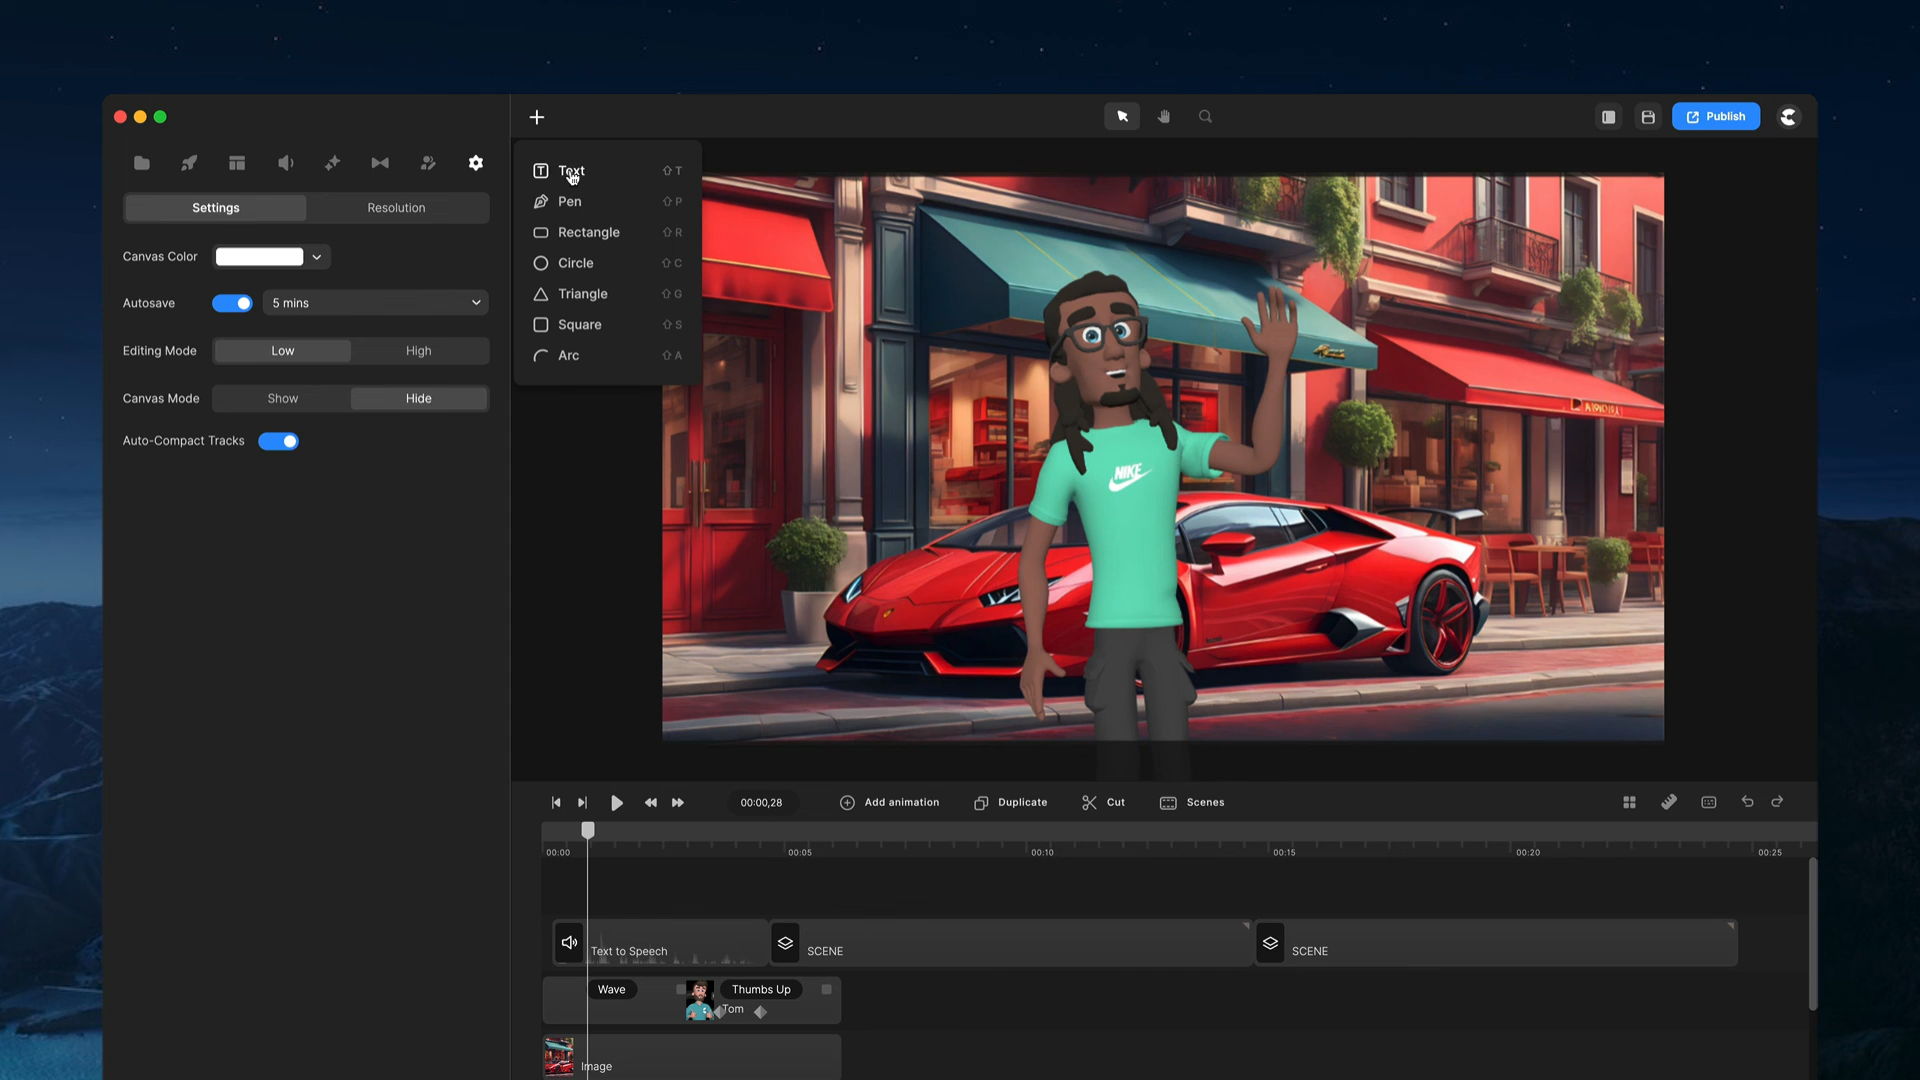 Publish
Settings
Resolution
Canvas Color
Autosave
5 mins
Editing Mode
Low
High
Canvas Mode
Show
Hide
Auto-Compact Tracks
Text
⇧ T
Pen
⇧ P
Rectangle
⇧ R
Circle
⇧ C
Triangle
⇧ G
Square
⇧ S
Arc
⇧ A
NIKE
00:00,28
Add animation
Duplicate
Cut
Scenes
00:00
00:05
00:10
00:15
00:20
00:25
Text to Speech
SCENE
SCENE
Wave
Thumbs Up
Tom
Image